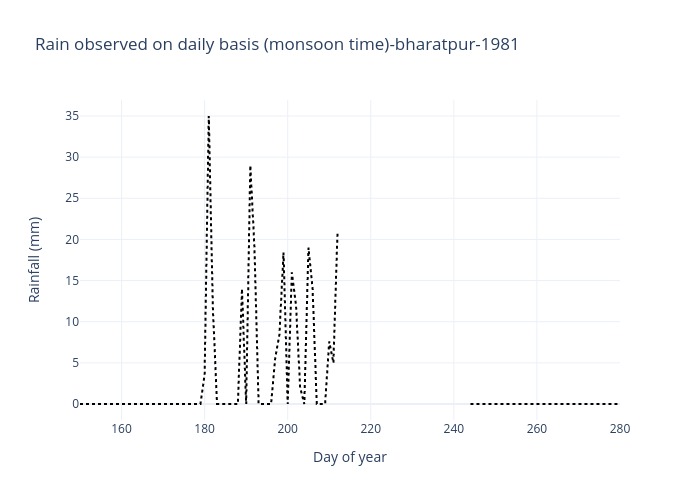 Rain observed on daily basis (monsoon time)-bharatpur-1981
35
30
25
20
15
10
5
0
Rainfall (mm)
160 180 200 220 240 260 280
Day of year